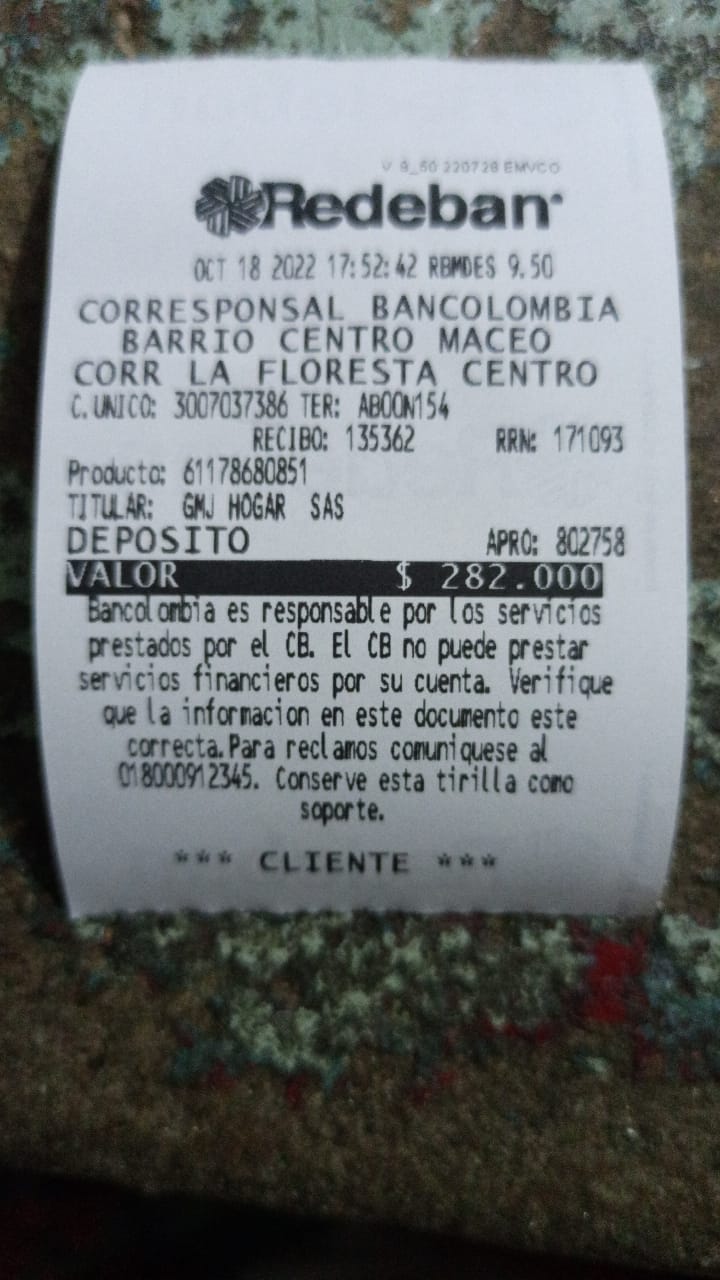 V 9_50 220728 EMVCO
Redeban
OCT 18 2022 17:52:42 RBMDES 9.50
CORRESPONSAL BANCOLOMBIA
BARRIO CENTRO MACEO
CORR LA FLORESTA CENTRO
C.UNICO: 3007037386 TER: ABOON154
RECIBO: 135362 RRN: 171093
Producto: 61178680851
TITULAR: GMJ HOGAR SAS
DEPOSITO APRO: 802758
VALOR $ 282.000
Bancolombia es responsable por los servicios
prestados por el CB. El CB no puede prestar
servicios financieros por su cuenta. Verifique
que la informacion en este documento este
correcta.Para reclamos comuniquese al
018000912345. Conserve esta tirilla como
soporte.
*** CLIENTE ***